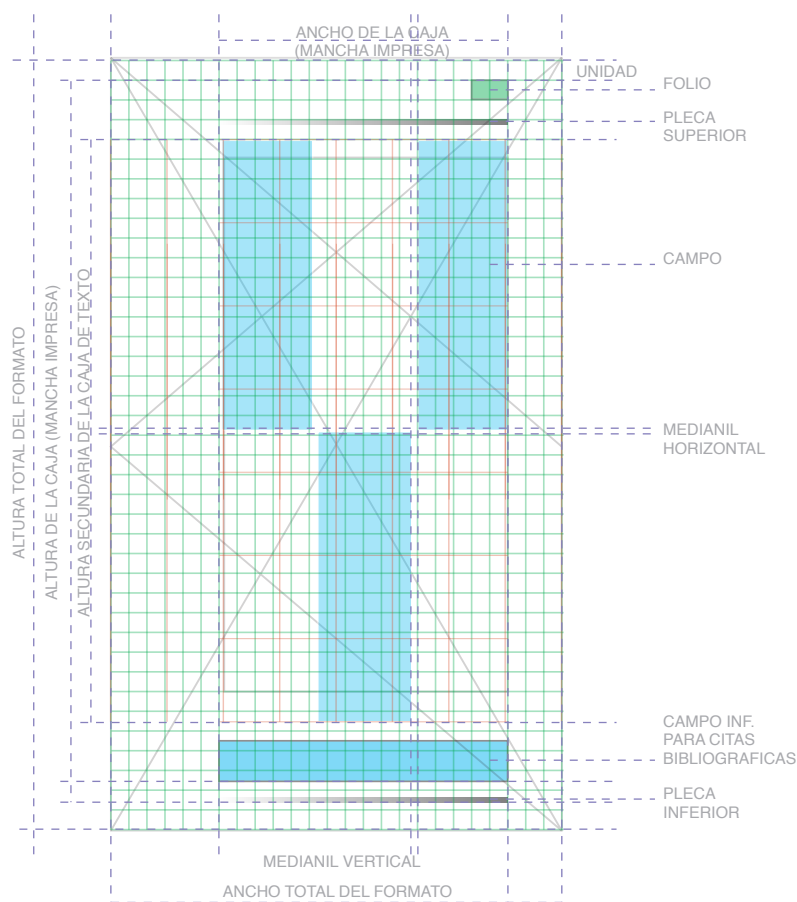 ANCHO DE LA CAJA
(MANCHA IMPRESA)
UNIDAD
FOLIO
PLECA
SUPERIOR
CAMPO
MEDIANIL
HORIZONTAL
CAMPO INF.
PARA CITAS
BIBLIOGRAFICAS
PLECA
INFERIOR
ALTURA TOTAL DEL FORMATO
ALTURA DE LA CAJA (MANCHA IMPRESA)
ALTURA SECUNDARIA DE LA CAJA DE TEXTO
MEDIANIL VERTICAL
ANCHO TOTAL DEL FORMATO